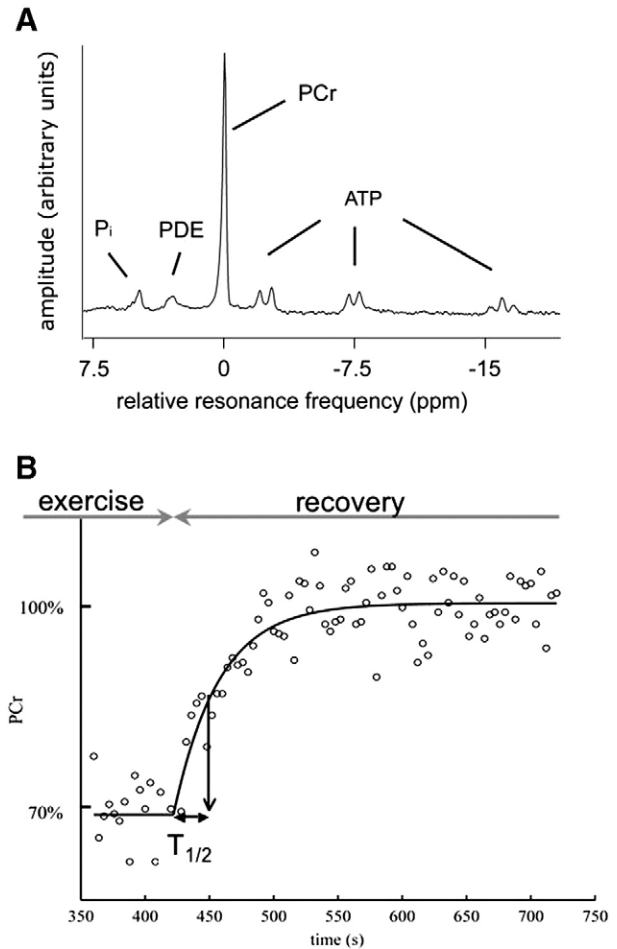 A
amplitude (arbitrary units)
PCr
ATP
Pi
PDE
7.5 0 -7.5 -15
relative resonance frequency (ppm)
B
exercise recovery
100%
PCr
70%
T1/2
350 400 450 500 550 600 650 700 750
time (s)